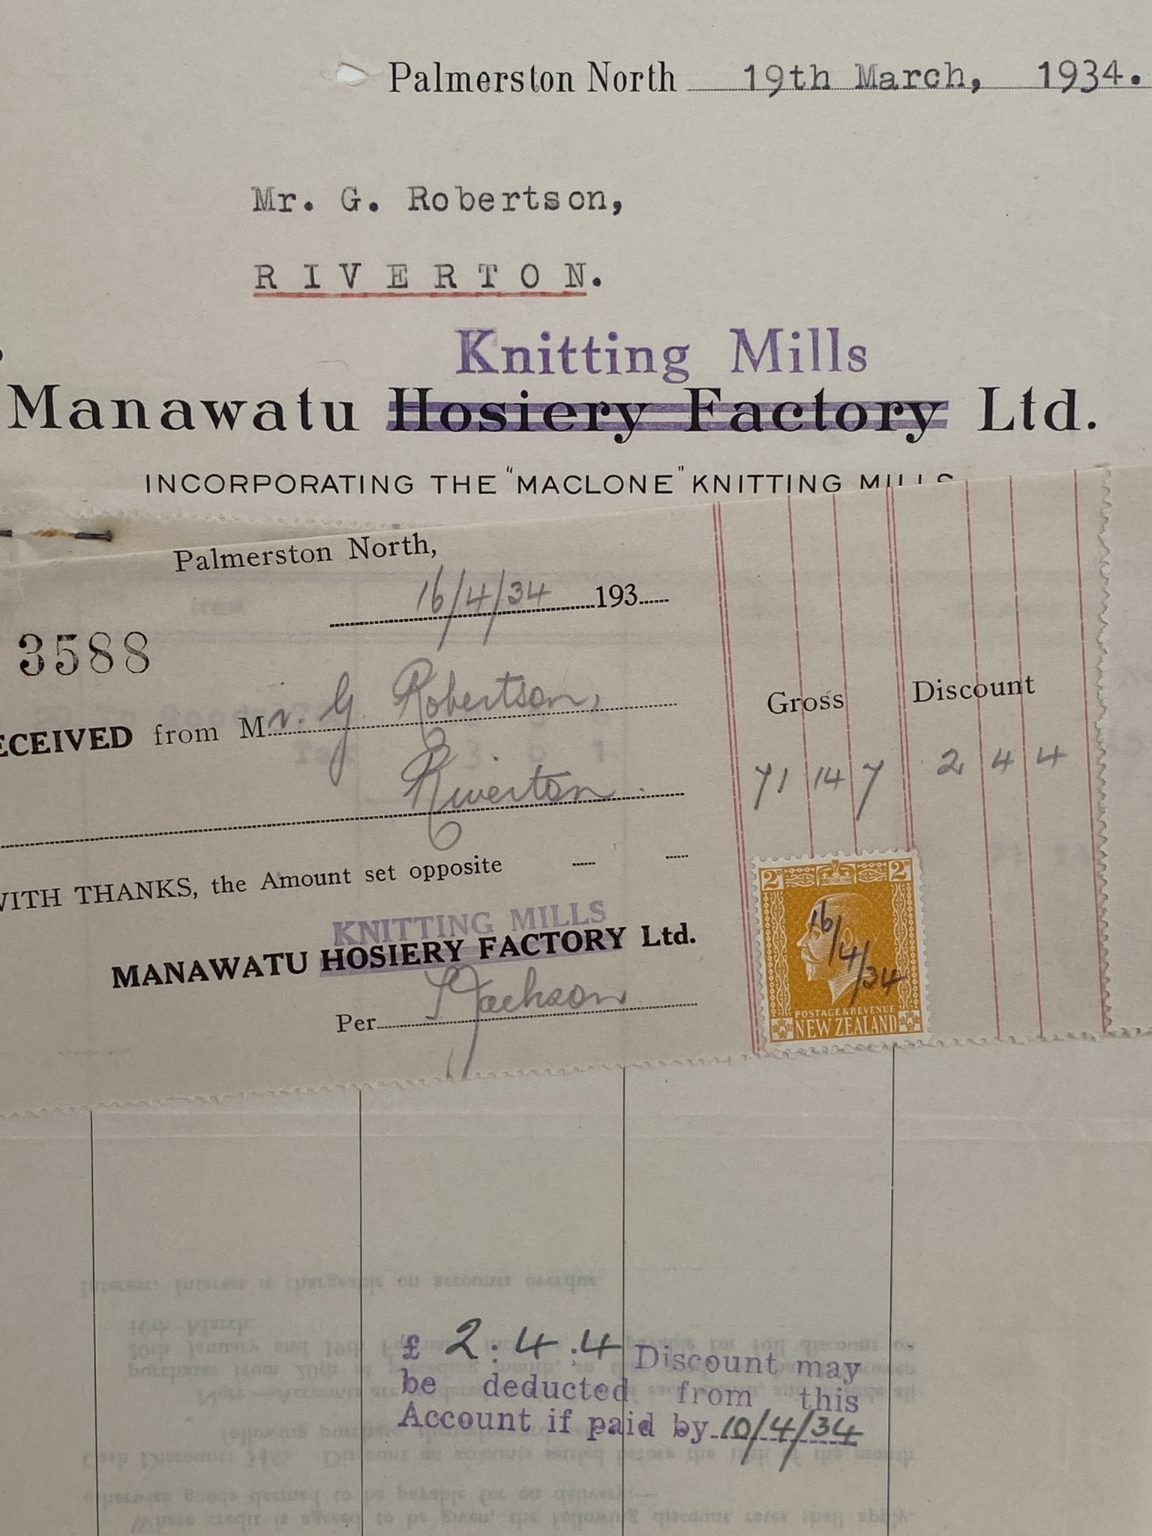 Palmerston North 19th March, 1934.
Mr. G. Robertson,
RIVERTON.
Knitting Mills
Manawatu Hosiery Factory Ltd.
INCORPORATING THE "MACLONE" KNITTING MILLS
Palmerston North,
16/4/34 193
3588
ECEIVED from Mr. G. Robertson,
Riverton
Gross Discount
71 14 7 2 4 4
WITH THANKS, the Amount set opposite
KNITTING MILLS
MANAWATU HOSIERY FACTORY Ltd.
Per Jackson
2D 2D
16/4/34
POSTAGE & REVENUE
NEW ZEALAND
£ 2:4:4 Discount may
be deducted from this
Account if paid by 10/4/34